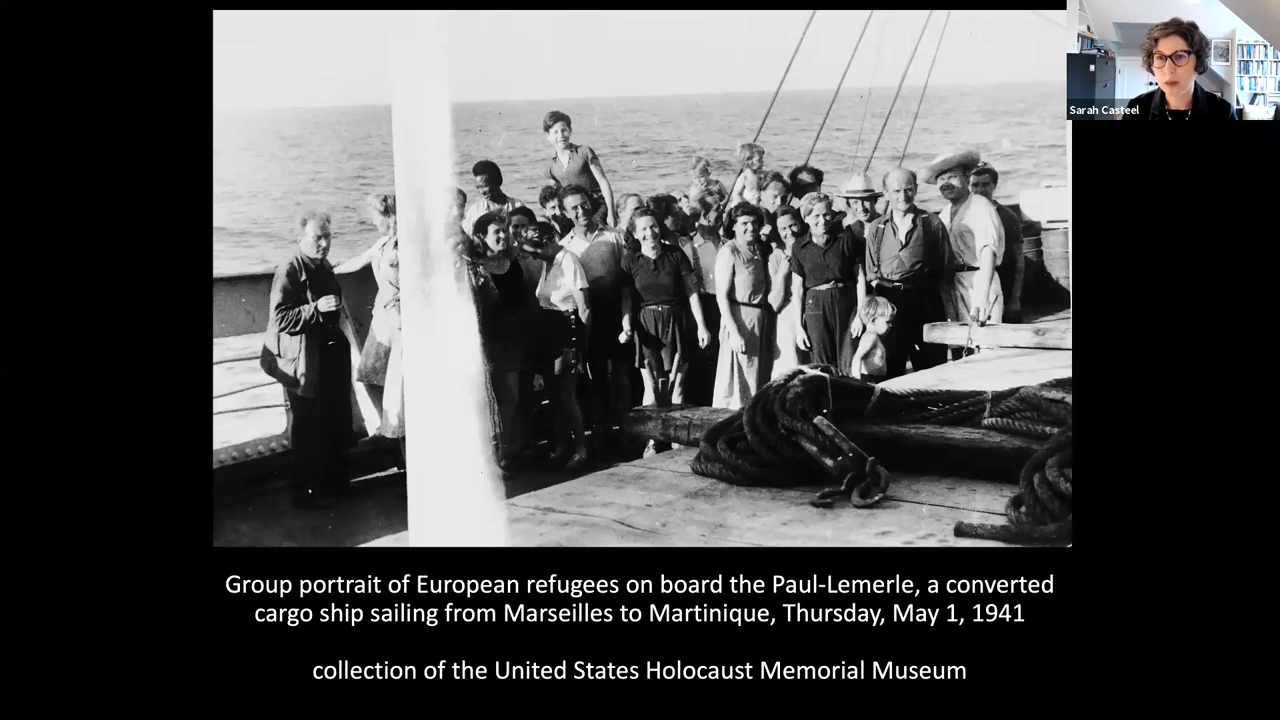 Sarah Casteel
Group portrait of European refugees on board the Paul-Lemerle, a converted
cargo ship sailing from Marseilles to Martinique, Thursday, May 1, 1941
collection of the United States Holocaust Memorial Museum